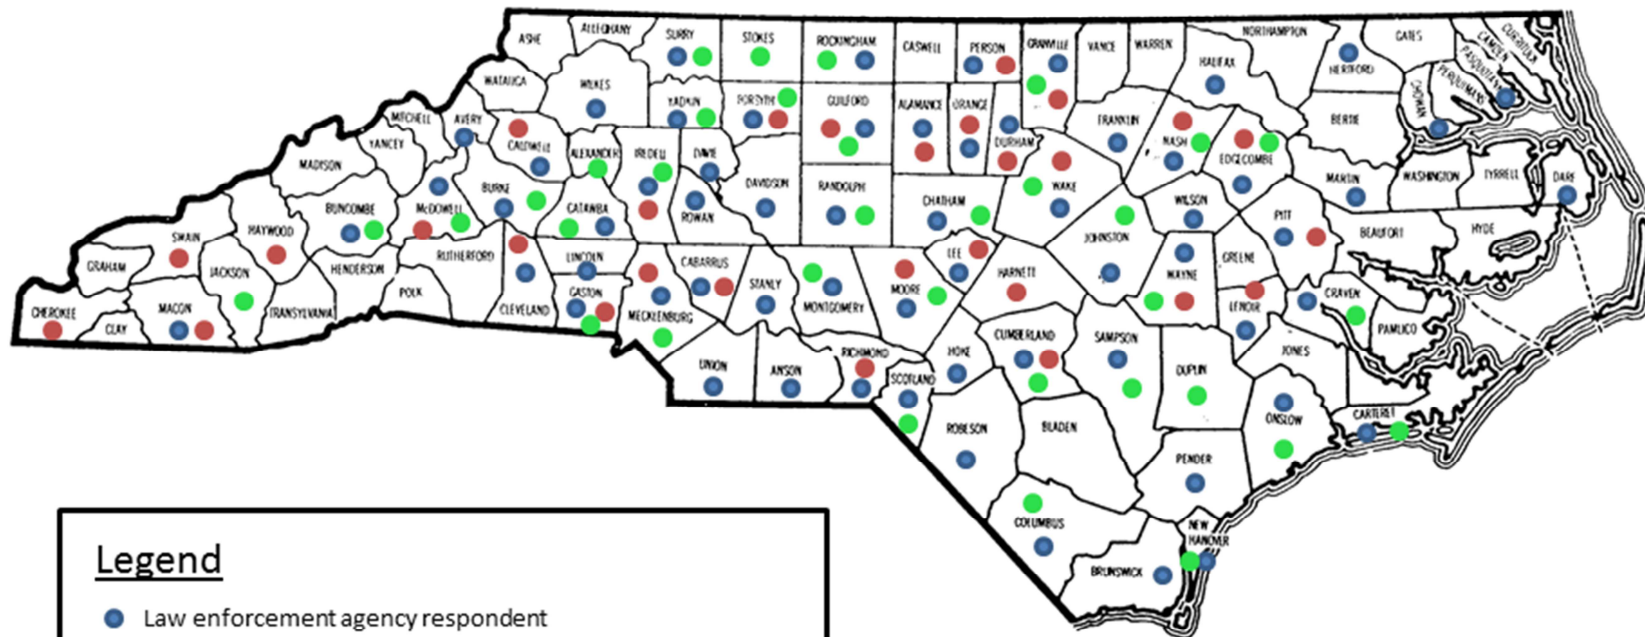 ASHE
ALLEGHANY
SURRY
STOKES
ROCKINGHAM
CASWELL
PERSON
GRANVILLE
VANCE
WARREN
NORTHAMPTON
GATES
CURRITUCK
CAMDEN
PASQUOTANK
PERQUIMANS
CHOWAN
HERTFORD
HALIFAX
WATAUGA
WILKES
YADKIN
FORSYTH
GUILFORD
ALAMANCE
ORANGE
DURHAM
FRANKLIN
NASH
EDGECOMBE
BERTIE
MITCHELL
AVERY
CALDWELL
ALEXANDER
IREDELL
DAVIE
DAVIDSON
RANDOLPH
CHATHAM
WAKE
WILSON
MARTIN
WASHINGTON
TYRRELL
DARE
MADISON
YANCEY
BURKE
McDOWELL
CATAWBA
ROWAN
BUNCOMBE
HAYWOOD
SWAIN
GRAHAM
JACKSON
HENDERSON
RUTHERFORD
POLK
TRANSYLVANIA
CHEROKEE
CLAY
MACON
CLEVELAND
LINCOLN
GASTON
MECKLENBURG
CABARRUS
STANLY
MONTGOMERY
MOORE
LEE
HARNETT
JOHNSTON
WAYNE
GREENE
PITT
BEAUFORT
HYDE
LENOIR
CRAVEN
PAMLICO
JONES
UNION
ANSON
RICHMOND
SCOTLAND
HOKE
CUMBERLAND
SAMPSON
DUPLIN
ONSLOW
CARTERET
ROBESON
BLADEN
PENDER
COLUMBUS
NEW
HANOVER
BRUNSWICK
Legend
Law enforcement agency respondent